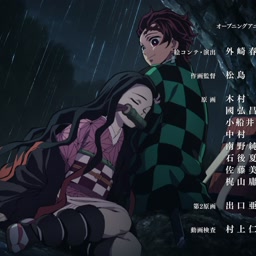 オープニングアニ
絵コンテ・演出 外崎春
作画監督 松島
原画 木村
國弘昌
小船井
中村
南野純
石後夏
佐藤美
梶山庸
第2原画 出口亜
動画検査 村上仁